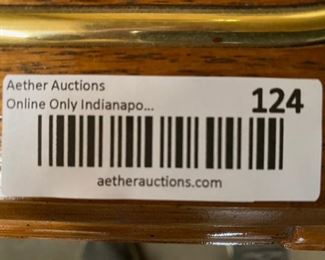 Aether Auctions
Online Only Indianapo...
124
aetherauctions.com